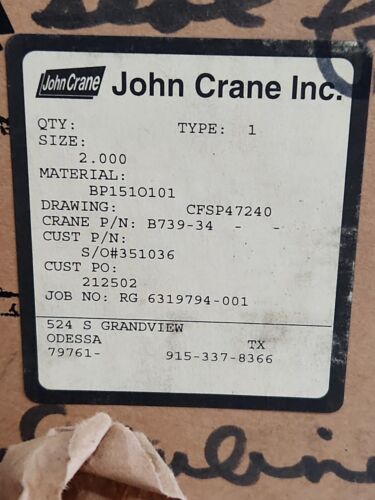 John Crane John Crane Inc.
QTY: TYPE: 1
SIZE:
2.000
MATERIAL:
BP151O101
DRAWING: CFSP47240
CRANE P/N: B739-34 - -
CUST P/N:
S/O#351036
CUST PO:
212502
JOB NO: RG 6319794-001
524 S GRANDVIEW
ODESSA TX
79761- 915-337-8366